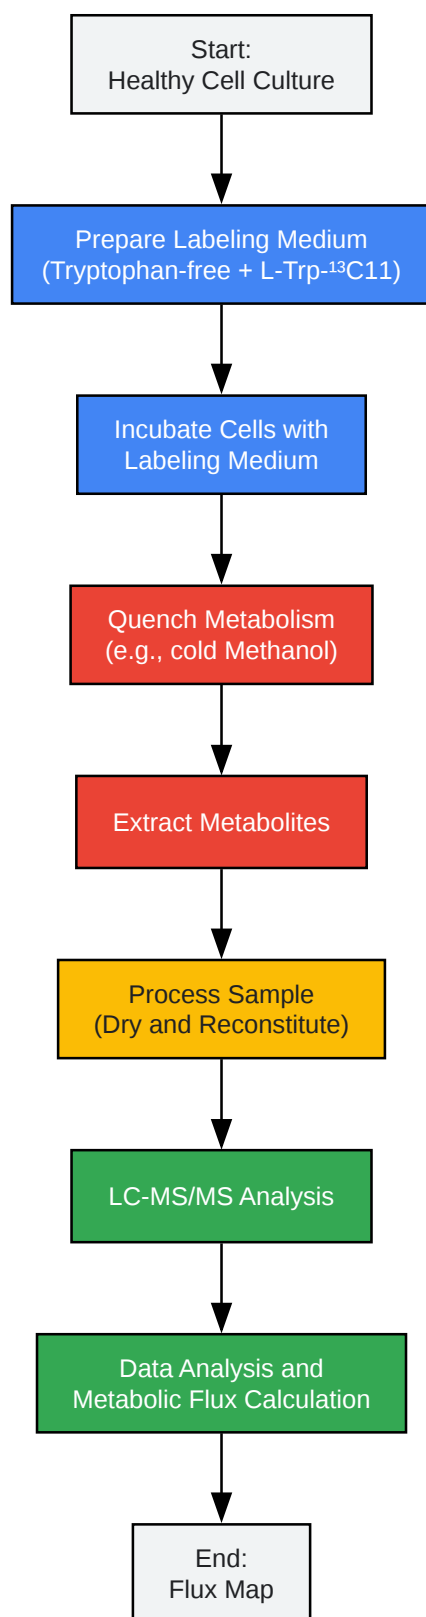 Start:
Healthy Cell Culture
Prepare Labeling Medium
(Tryptophan-free + L-Trp-¹³C11)
Incubate Cells with
Labeling Medium
Quench Metabolism
(e.g., cold Methanol)
Extract Metabolites
Process Sample
(Dry and Reconstitute)
LC-MS/MS Analysis
Data Analysis and
Metabolic Flux Calculation
End:
Flux Map